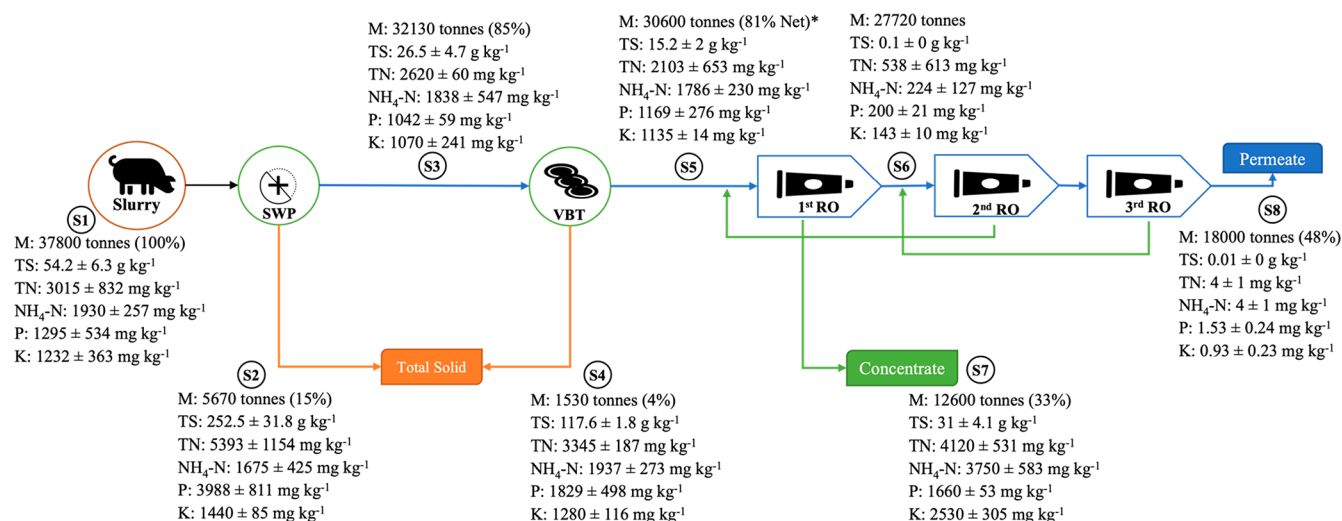 M: 32130 tonnes (85%)
TS: 26.5 ± 4.7 g kg⁻¹
TN: 2620 ± 60 mg kg⁻¹
NH₄-N: 1838 ± 547 mg kg⁻¹
P: 1042 ± 59 mg kg⁻¹
K: 1070 ± 241 mg kg⁻¹
M: 30600 tonnes (81% Net)*
TS: 15.2 ± 2 g kg⁻¹
TN: 2103 ± 653 mg kg⁻¹
NH₄-N: 1786 ± 230 mg kg⁻¹
P: 1169 ± 276 mg kg⁻¹
K: 1135 ± 14 mg kg⁻¹
M: 27720 tonnes
TS: 0.1 ± 0 g kg⁻¹
TN: 538 ± 613 mg kg⁻¹
NH₄-N: 224 ± 127 mg kg⁻¹
P: 200 ± 21 mg kg⁻¹
K: 143 ± 10 mg kg⁻¹
S3
S5
S6
Permeate
Slurry
SWP
VBT
1ˢᵗ RO
2ⁿᵈ RO
3ʳᵈ RO
S1
M: 37800 tonnes (100%)
TS: 54.2 ± 6.3 g kg⁻¹
TN: 3015 ± 832 mg kg⁻¹
NH₄-N: 1930 ± 257 mg kg⁻¹
P: 1295 ± 534 mg kg⁻¹
K: 1232 ± 363 mg kg⁻¹
S8
M: 18000 tonnes (48%)
TS: 0.01 ± 0 g kg⁻¹
TN: 4 ± 1 mg kg⁻¹
NH₄-N: 4 ± 1 mg kg⁻¹
P: 1.53 ± 0.24 mg kg⁻¹
K: 0.93 ± 0.23 mg kg⁻¹
Total Solid
Concentrate
S2
M: 5670 tonnes (15%)
TS: 252.5 ± 31.8 g kg⁻¹
TN: 5393 ± 1154 mg kg⁻¹
NH₄-N: 1675 ± 425 mg kg⁻¹
P: 3988 ± 811 mg kg⁻¹
K: 1440 ± 85 mg kg⁻¹
S4
M: 1530 tonnes (4%)
TS: 117.6 ± 1.8 g kg⁻¹
TN: 3345 ± 187 mg kg⁻¹
NH₄-N: 1937 ± 273 mg kg⁻¹
P: 1829 ± 498 mg kg⁻¹
K: 1280 ± 116 mg kg⁻¹
S7
M: 12600 tonnes (33%)
TS: 31 ± 4.1 g kg⁻¹
TN: 4120 ± 531 mg kg⁻¹
NH₄-N: 3750 ± 583 mg kg⁻¹
P: 1660 ± 53 mg kg⁻¹
K: 2530 ± 305 mg kg⁻¹